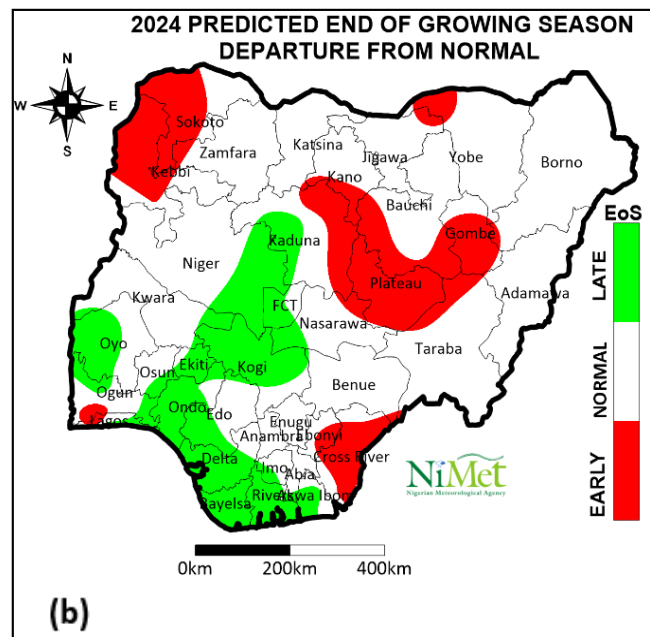 2024 PREDICTED END OF GROWING SEASON
DEPARTURE FROM NORMAL
N
W E
S
Sokoto
Zamfara
Katsina
Jigawa
Yobe
Borno
Kebbi
Kano
Bauchi
Gombe
EoS
Kaduna
Niger
Plateau
Adamawa
Kwara
FCT
Nasarawa
Taraba
Oyo
Osun
Ekiti
Kogi
Benue
Ogun
Ondo
Edo
Lagos
Enugu
Anambra
Ebonyi
Cross River
Delta
Imo
Abia
Bayelsa
Rivers
Akwa Ibom
LATE
NORMAL
EARLY
NiMet
Nigerian Meteorological Agency
0km 200km 400km
(b)